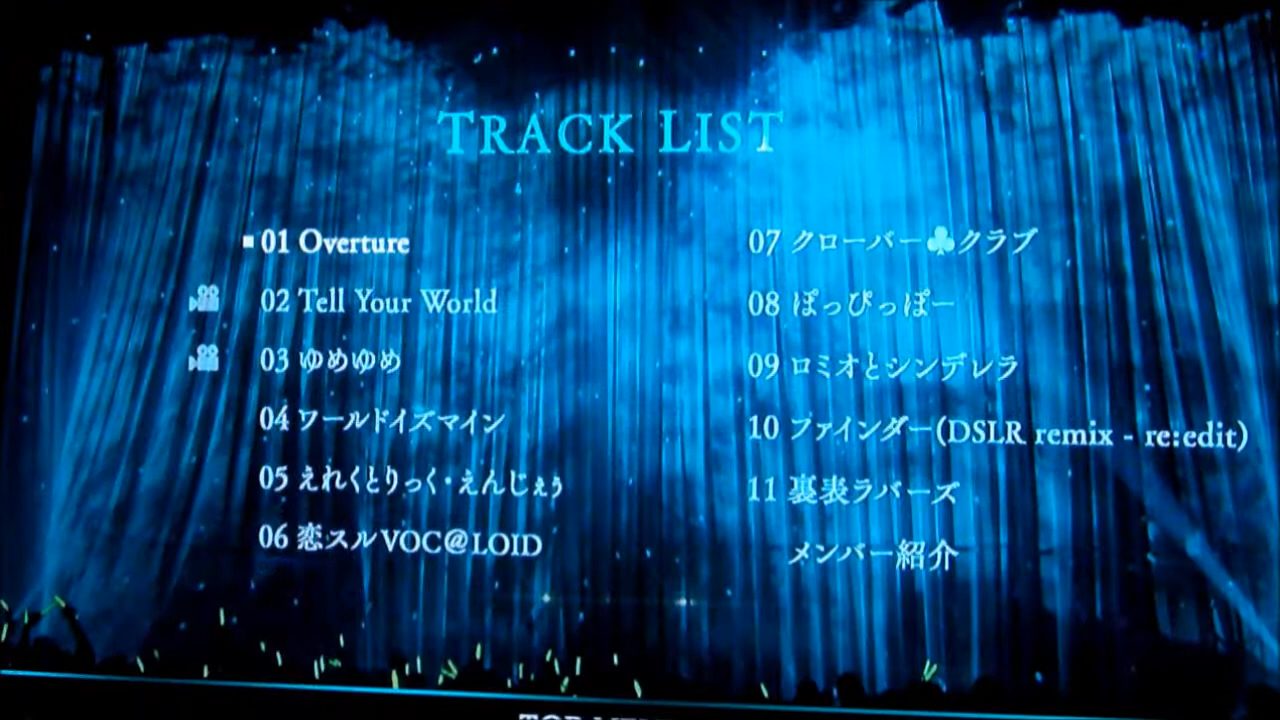 TRACK LIST
01 Overture
02 Tell Your World
03 ゆめゆめ
04 ワールドイズマイン
05 えれくとりっく・えんじぇぅ
06 恋スルVOC@LOID
07 クローバー♣クラブ
08 ぽっぴっぽー
09 ロミオとシンデレラ
10 ファインダー(DSLR remix - re:edit)
11 裏表ラバーズ
メンバー紹介